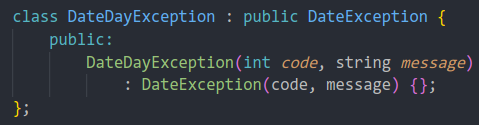 class DateDayException : public DateException {
    public:
        DateDayException(int code, string message)
            : DateException(code, message) {};
};